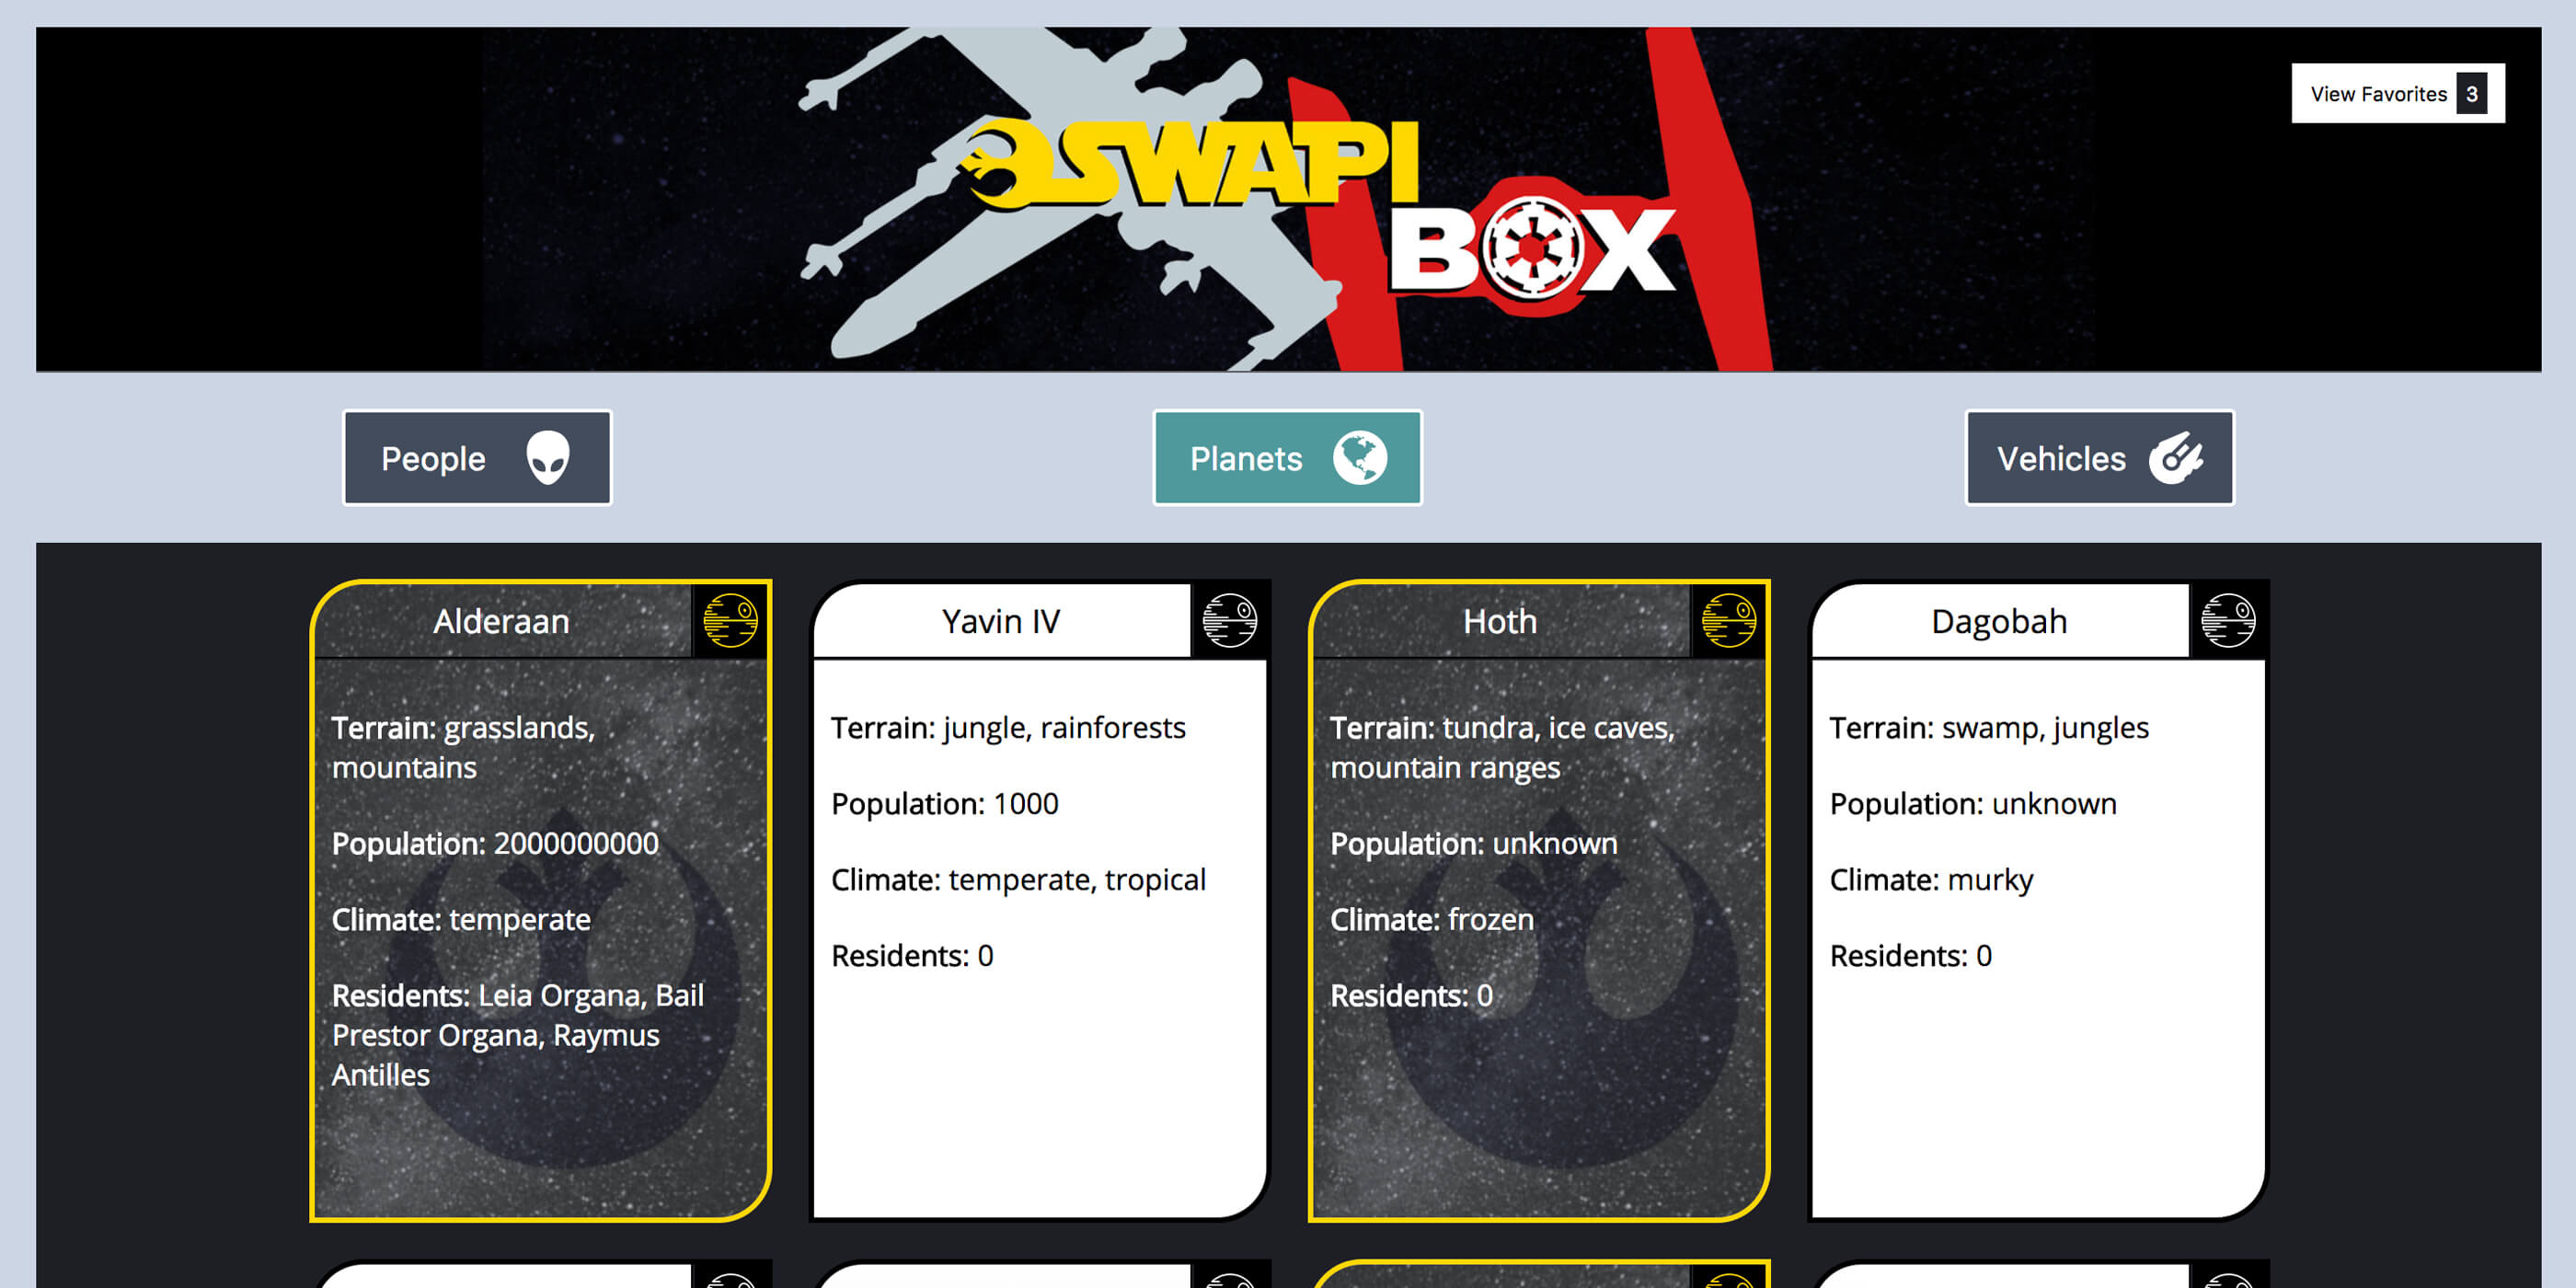 View Favorites 3
SWAPI
BOX
People
Planets
Vehicles
Alderaan
Terrain: grasslands,
mountains
Population: 2000000000
Climate: temperate
Residents: Leia Organa, Bail
Prestor Organa, Raymus
Antilles
Yavin IV
Terrain: jungle, rainforests
Population: 1000
Climate: temperate, tropical
Residents: 0
Hoth
Terrain: tundra, ice caves,
mountain ranges
Population: unknown
Climate: frozen
Residents: 0
Dagobah
Terrain: swamp, jungles
Population: unknown
Climate: murky
Residents: 0